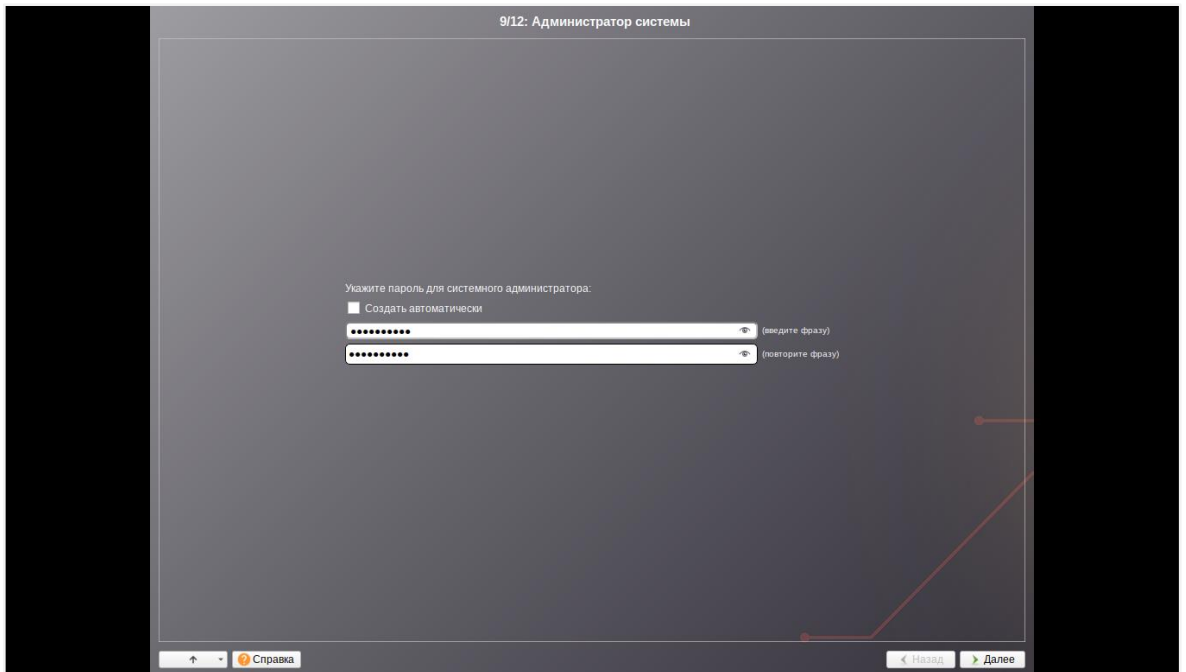 9/12: Администратор системы
Укажите пароль для системного администратора:
Создать автоматически
●●●●●●●●●● (введите фразу)
●●●●●●●●●● (повторите фразу)
Справка
Назад
Далее